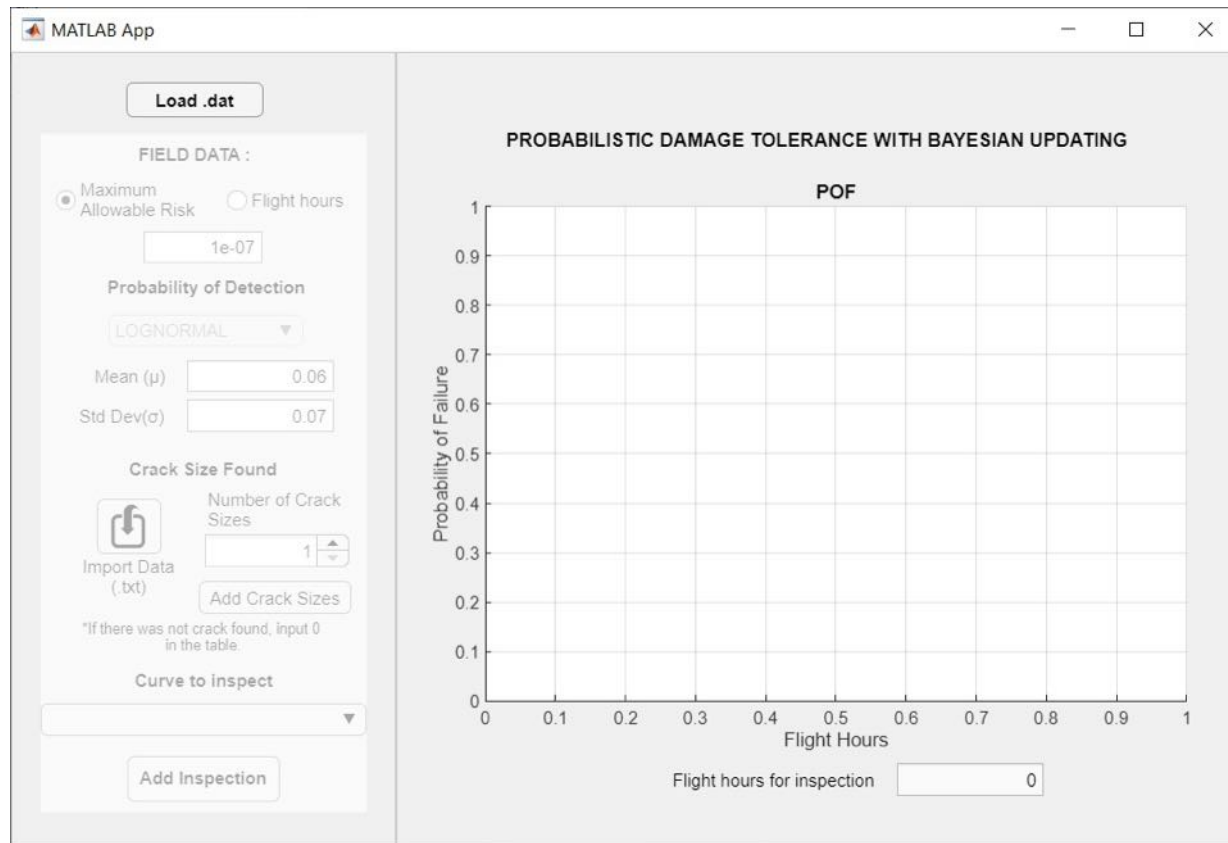 MATLAB App
Load .dat
FIELD DATA :
Maximum
Allowable Risk
Flight hours
1e-07
Probability of Detection
LOGNORMAL
Mean (µ)
0.06
Std Dev(σ)
0.07
Crack Size Found
Number of Crack
Sizes
1
Import Data
(.txt)
Add Crack Sizes
*If there was not crack found, input 0
in the table.
Curve to inspect
Add Inspection
PROBABILISTIC DAMAGE TOLERANCE WITH BAYESIAN UPDATING
POF
Probability of Failure
1
0.9
0.8
0.7
0.6
0.5
0.4
0.3
0.2
0.1
0
0 0.1 0.2 0.3 0.4 0.5 0.6 0.7 0.8 0.9 1
Flight Hours
Flight hours for inspection
0